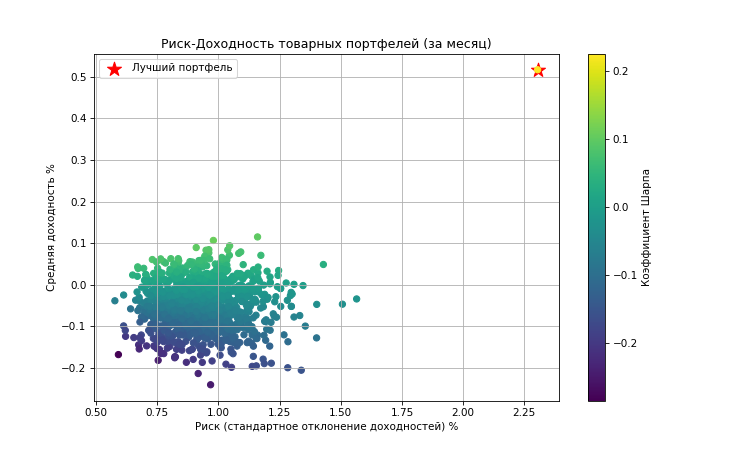 Риск-Доходность товарных портфелей (за месяц)
Лучший портфель
Средняя доходность %
0.5
0.4
0.3
0.2
0.1
0.0
−0.1
−0.2
0.50 0.75 1.00 1.25 1.50 1.75 2.00 2.25
Риск (стандартное отклонение доходностей) %
0.2
0.1
0.0
−0.1
−0.2
Коэффициент Шарпа